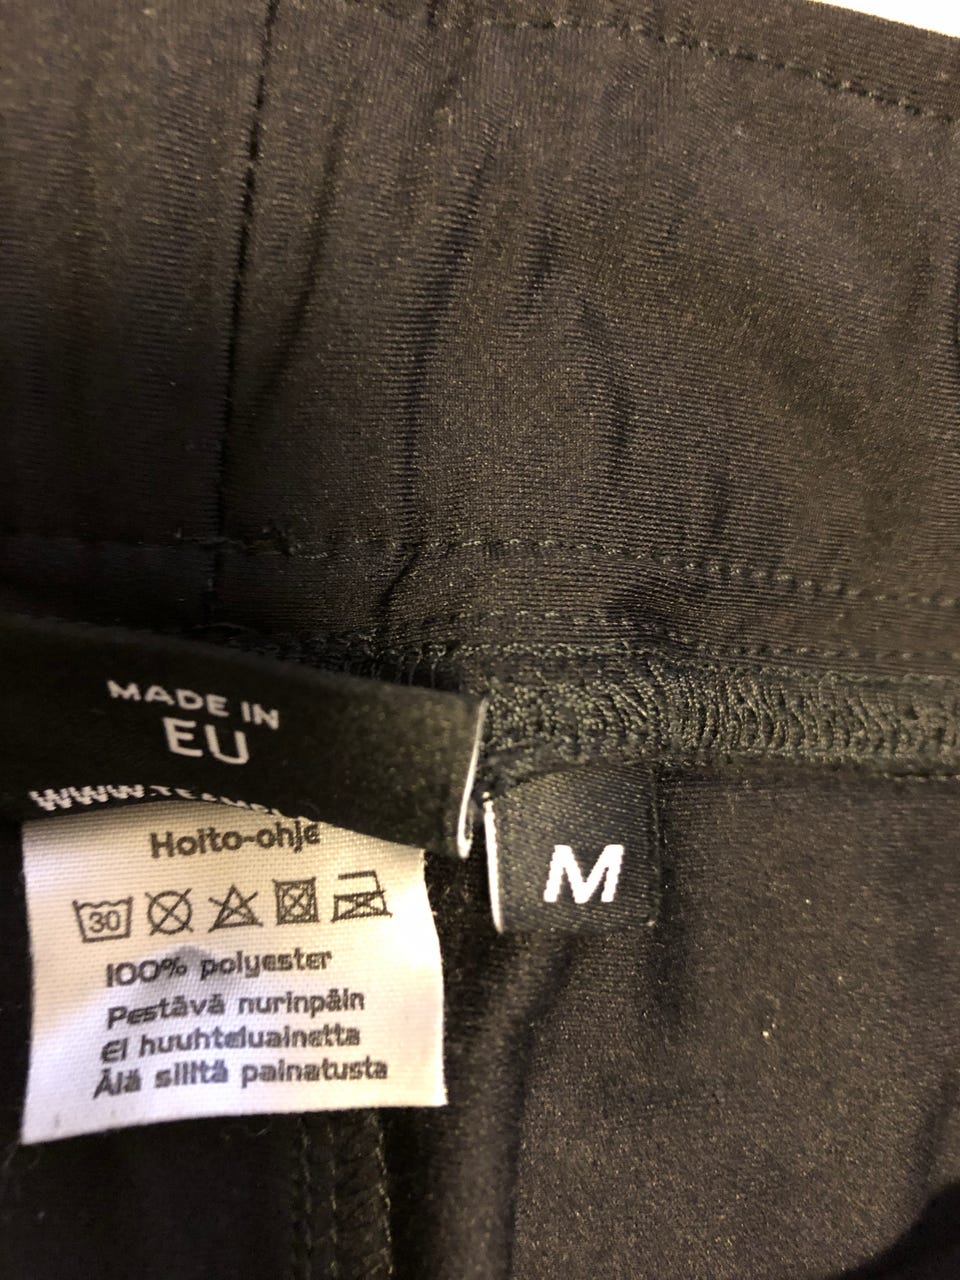 MADE IN
EU
Hoito-ohje
30
100% polyester
Pestävä nurinpäin
Ei huuhteluainetta
Älä silitä painatusta
M